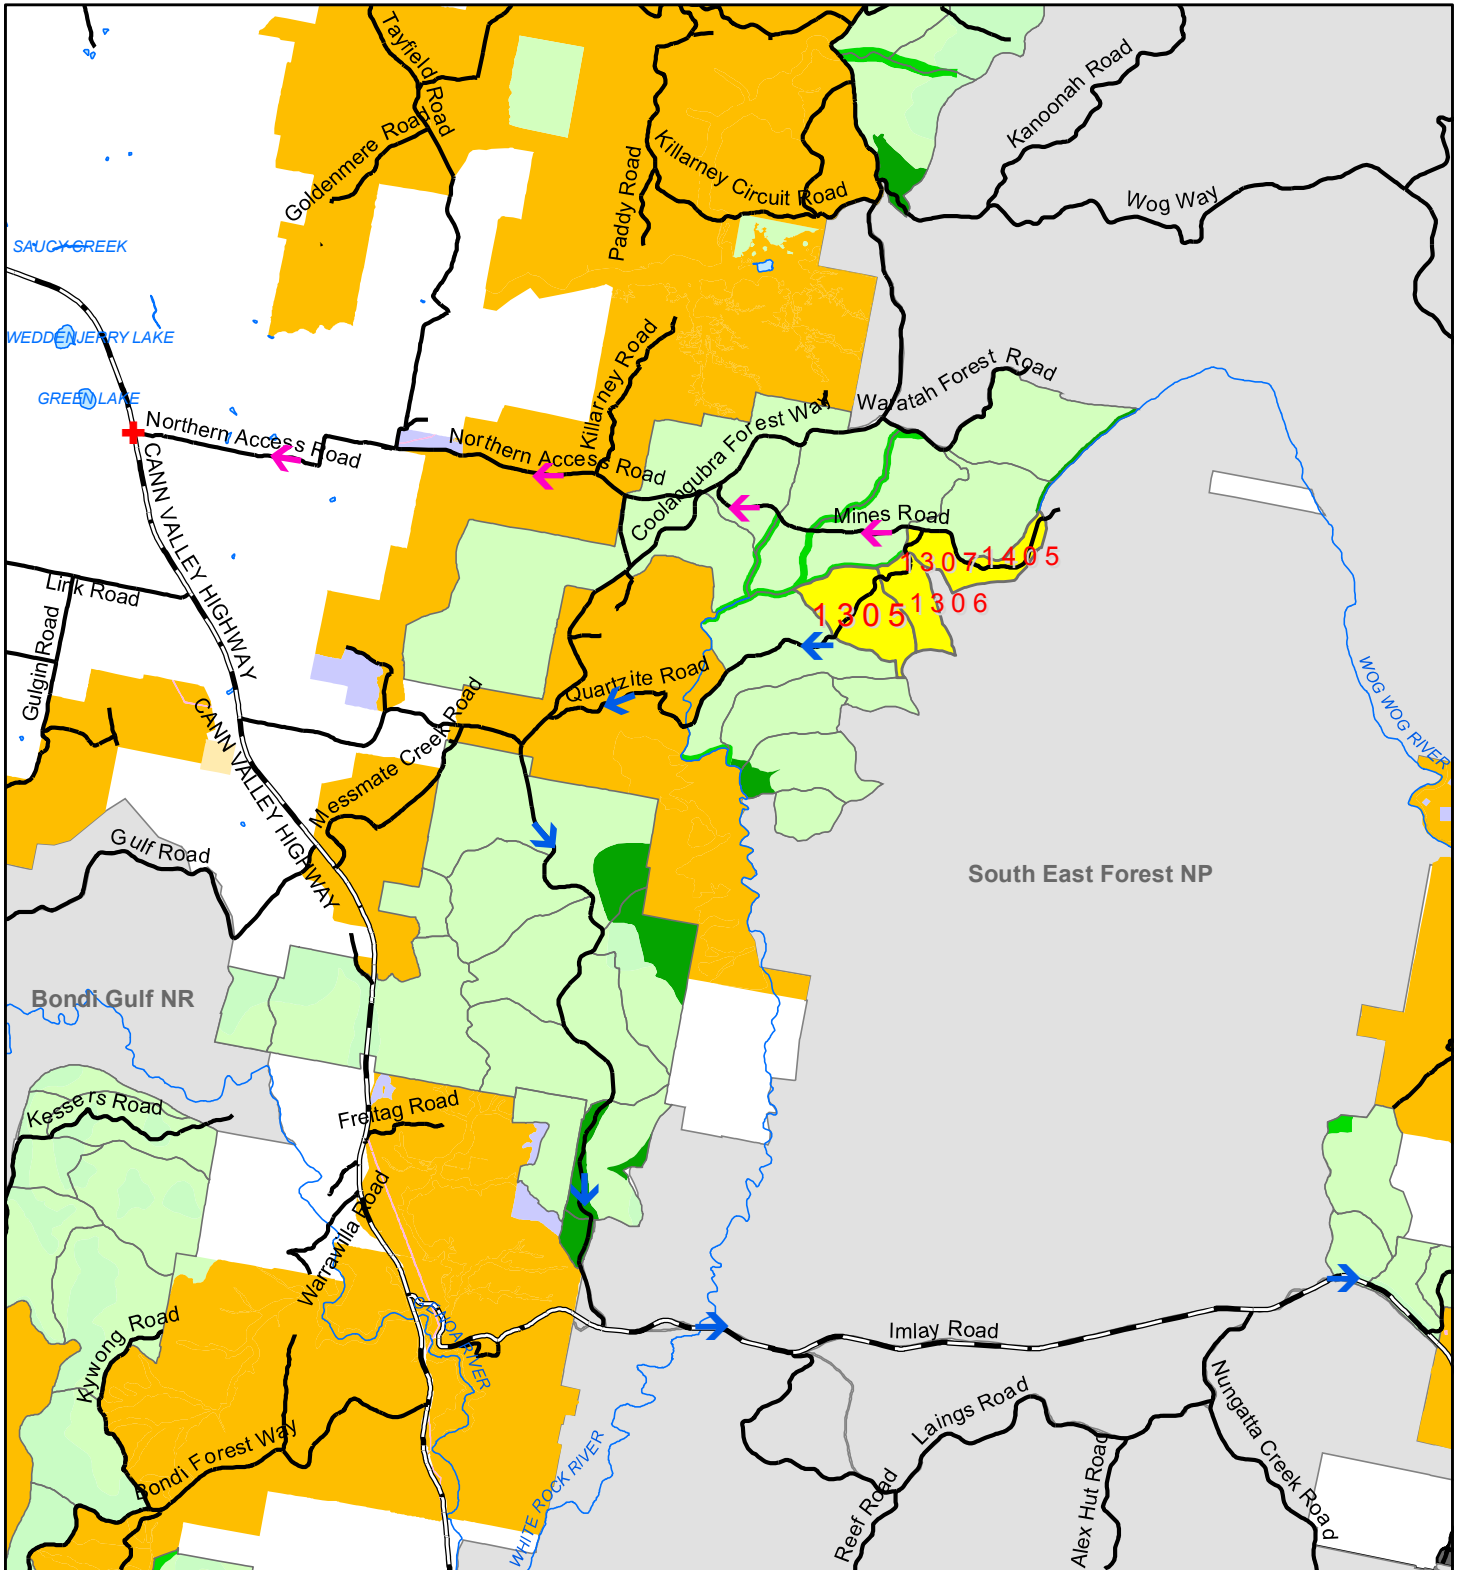 Tayfield Road
Kanoonah Road
Goldenmere Road
Killarney Circuit Road
Paddy Road
Wog Way
SAUCY CREEK
WEDDENJERRY LAKE
GREEN LAKE
Killarney Road
Waratah Forest Road
Northern Access Road
Northern Access Road
Coolangubra Forest Way
Mines Road
1307
1405
1305
1306
CANN VALLEY HIGHWAY
Link Road
Gulgin Road
Quartzite Road
WOG WOG RIVER
CANN VALLEY HIGHWAY
Messmate Creek Road
Gulf Road
South East Forest NP
Bondi Gulf NR
Kessers Road
Freitag Road
Warrawilla Road
GENOA RIVER
Kywong Road
Imlay Road
Laings Road
Nungatta Creek Road
Bondi Forest Way
WHITE ROCK RIVER
Reef Road
Alex Hut Road